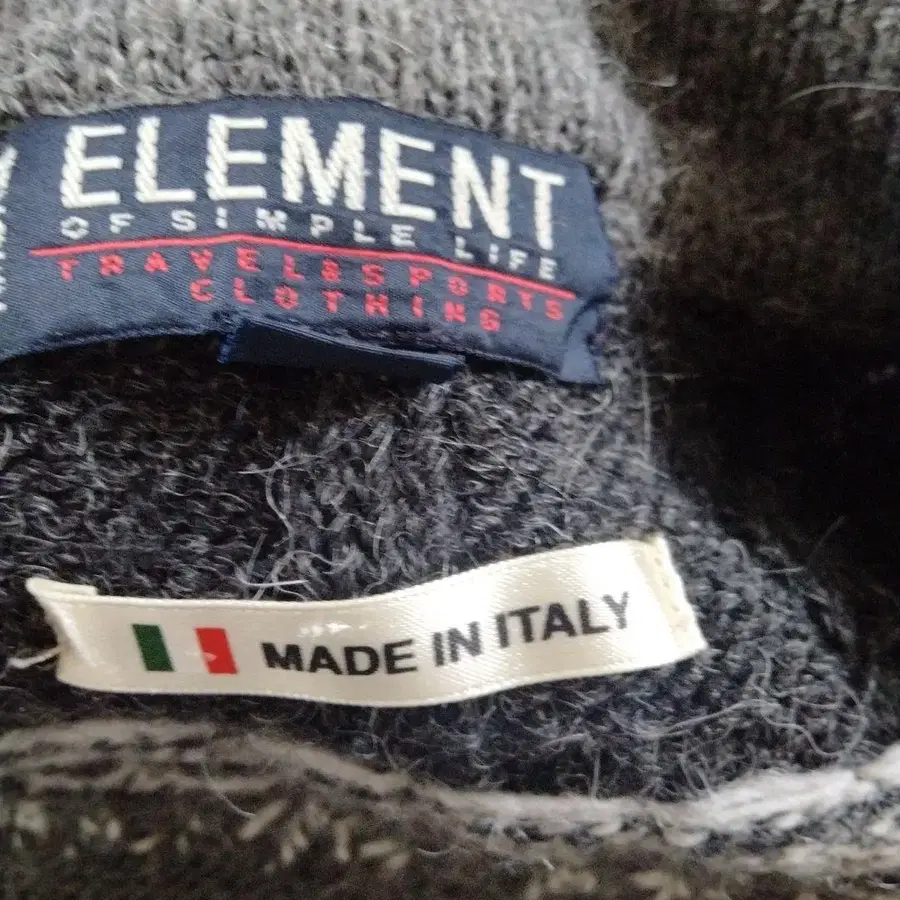 ELEMENT
OF SIMPLE LIFE
TRAVEL&SPORTS
CLOTHING
MADE IN ITALY